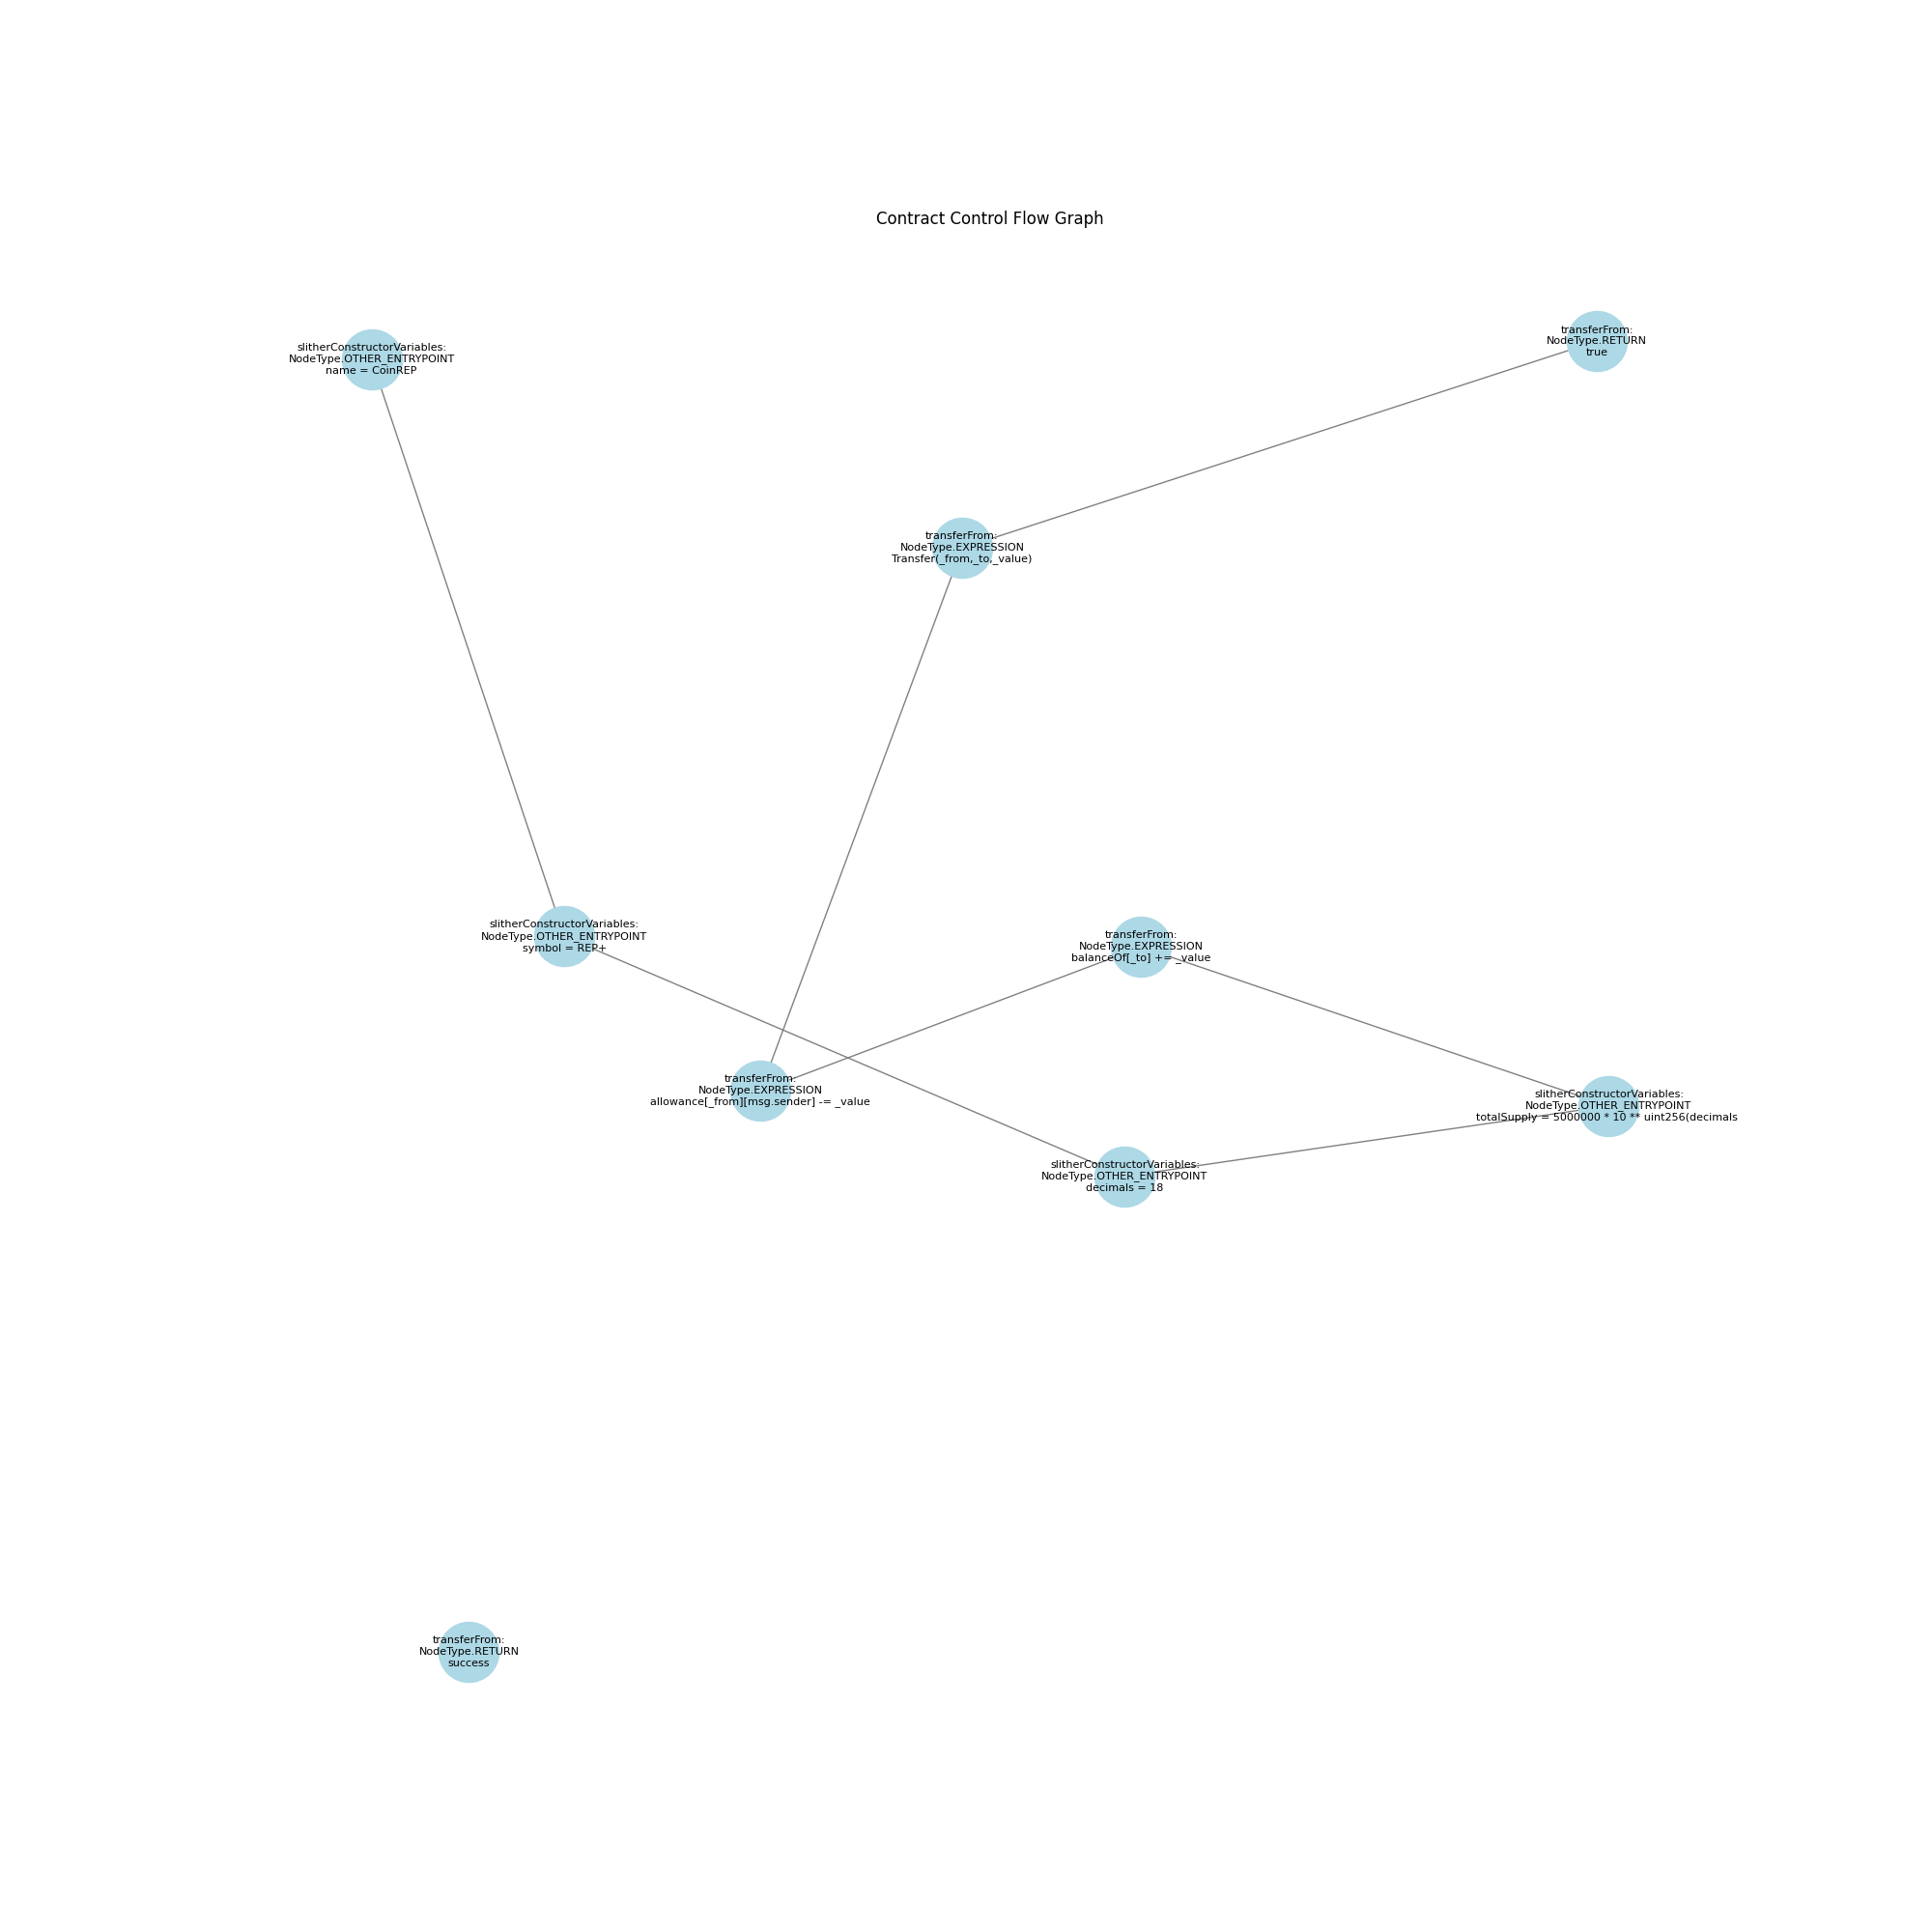 Contract Control Flow Graph
transferFrom:
NodeType.RETURN
true
slitherConstructorVariables:
NodeType.OTHER_ENTRYPOINT
name = CoinREP
transferFrom:
NodeType.EXPRESSION
Transfer(_from,_to,_value)
slitherConstructorVariables:
NodeType.OTHER_ENTRYPOINT
symbol = REP+
transferFrom:
NodeType.EXPRESSION
balanceOf[_to] += _value
transferFrom:
NodeType.EXPRESSION
allowance[_from][msg.sender] -= _value
slitherConstructorVariables:
NodeType.OTHER_ENTRYPOINT
totalSupply = 5000000 * 10 ** uint256(decimals
slitherConstructorVariables:
NodeType.OTHER_ENTRYPOINT
decimals = 18
transferFrom:
NodeType.RETURN
success